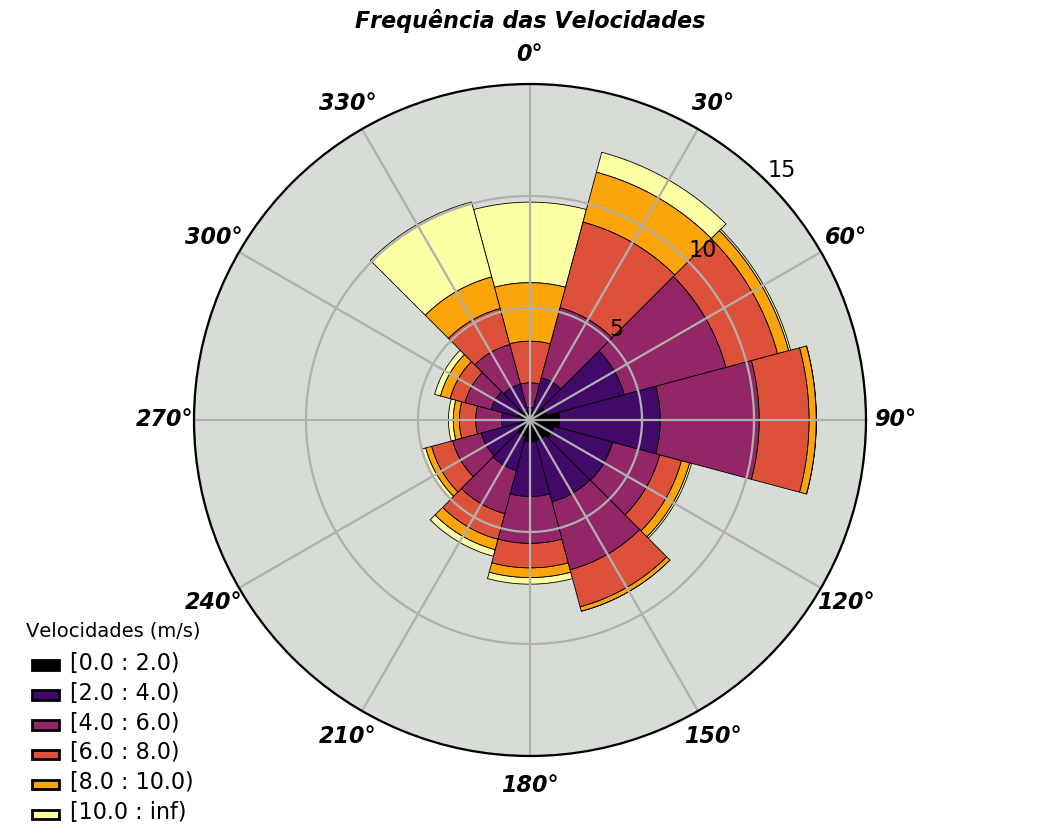 Frequência das Velocidades
0°
330°
30°
15
300°
60°
10
5
270°
90°
240°
120°
210°
150°
180°
Velocidades (m/s)
[0.0 : 2.0)
[2.0 : 4.0)
[4.0 : 6.0)
[6.0 : 8.0)
[8.0 : 10.0)
[10.0 : inf)